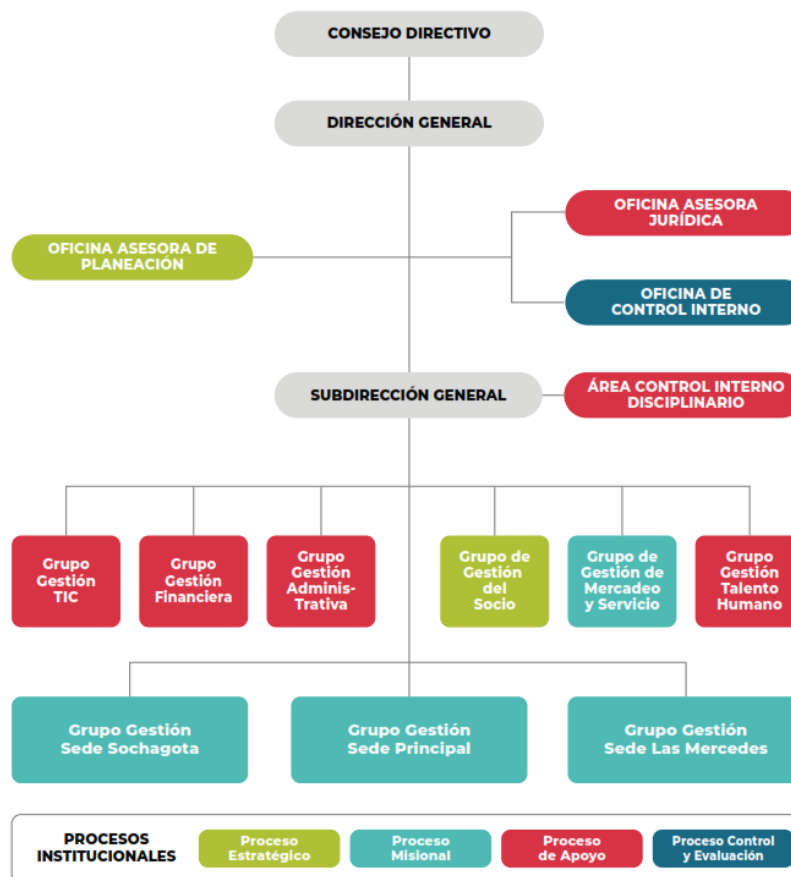 CONSEJO DIRECTIVO
DIRECCIÓN GENERAL
OFICINA ASESORA
JURÍDICA
OFICINA ASESORA DE
PLANEACIÓN
OFICINA DE
CONTROL INTERNO
SUBDIRECCIÓN GENERAL
ÁREA CONTROL INTERNO
DISCIPLINARIO
Grupo
Gestión
TIC
Grupo
Gestión
Financiera
Grupo
Gestión
Adminis-
Trativa
Grupo de
Gestión
del
Socio
Grupo de
Gestión de
Mercadeo
y Servicio
Grupo
Gestión
Talento
Humano
Grupo Gestión
Sede Sochagota
Grupo Gestión
Sede Principal
Grupo Gestión
Sede Las Mercedes
PROCESOS
INSTITUCIONALES
Proceso
Estratégico
Proceso
Misional
Proceso
de Apoyo
Proceso Control
y Evaluación